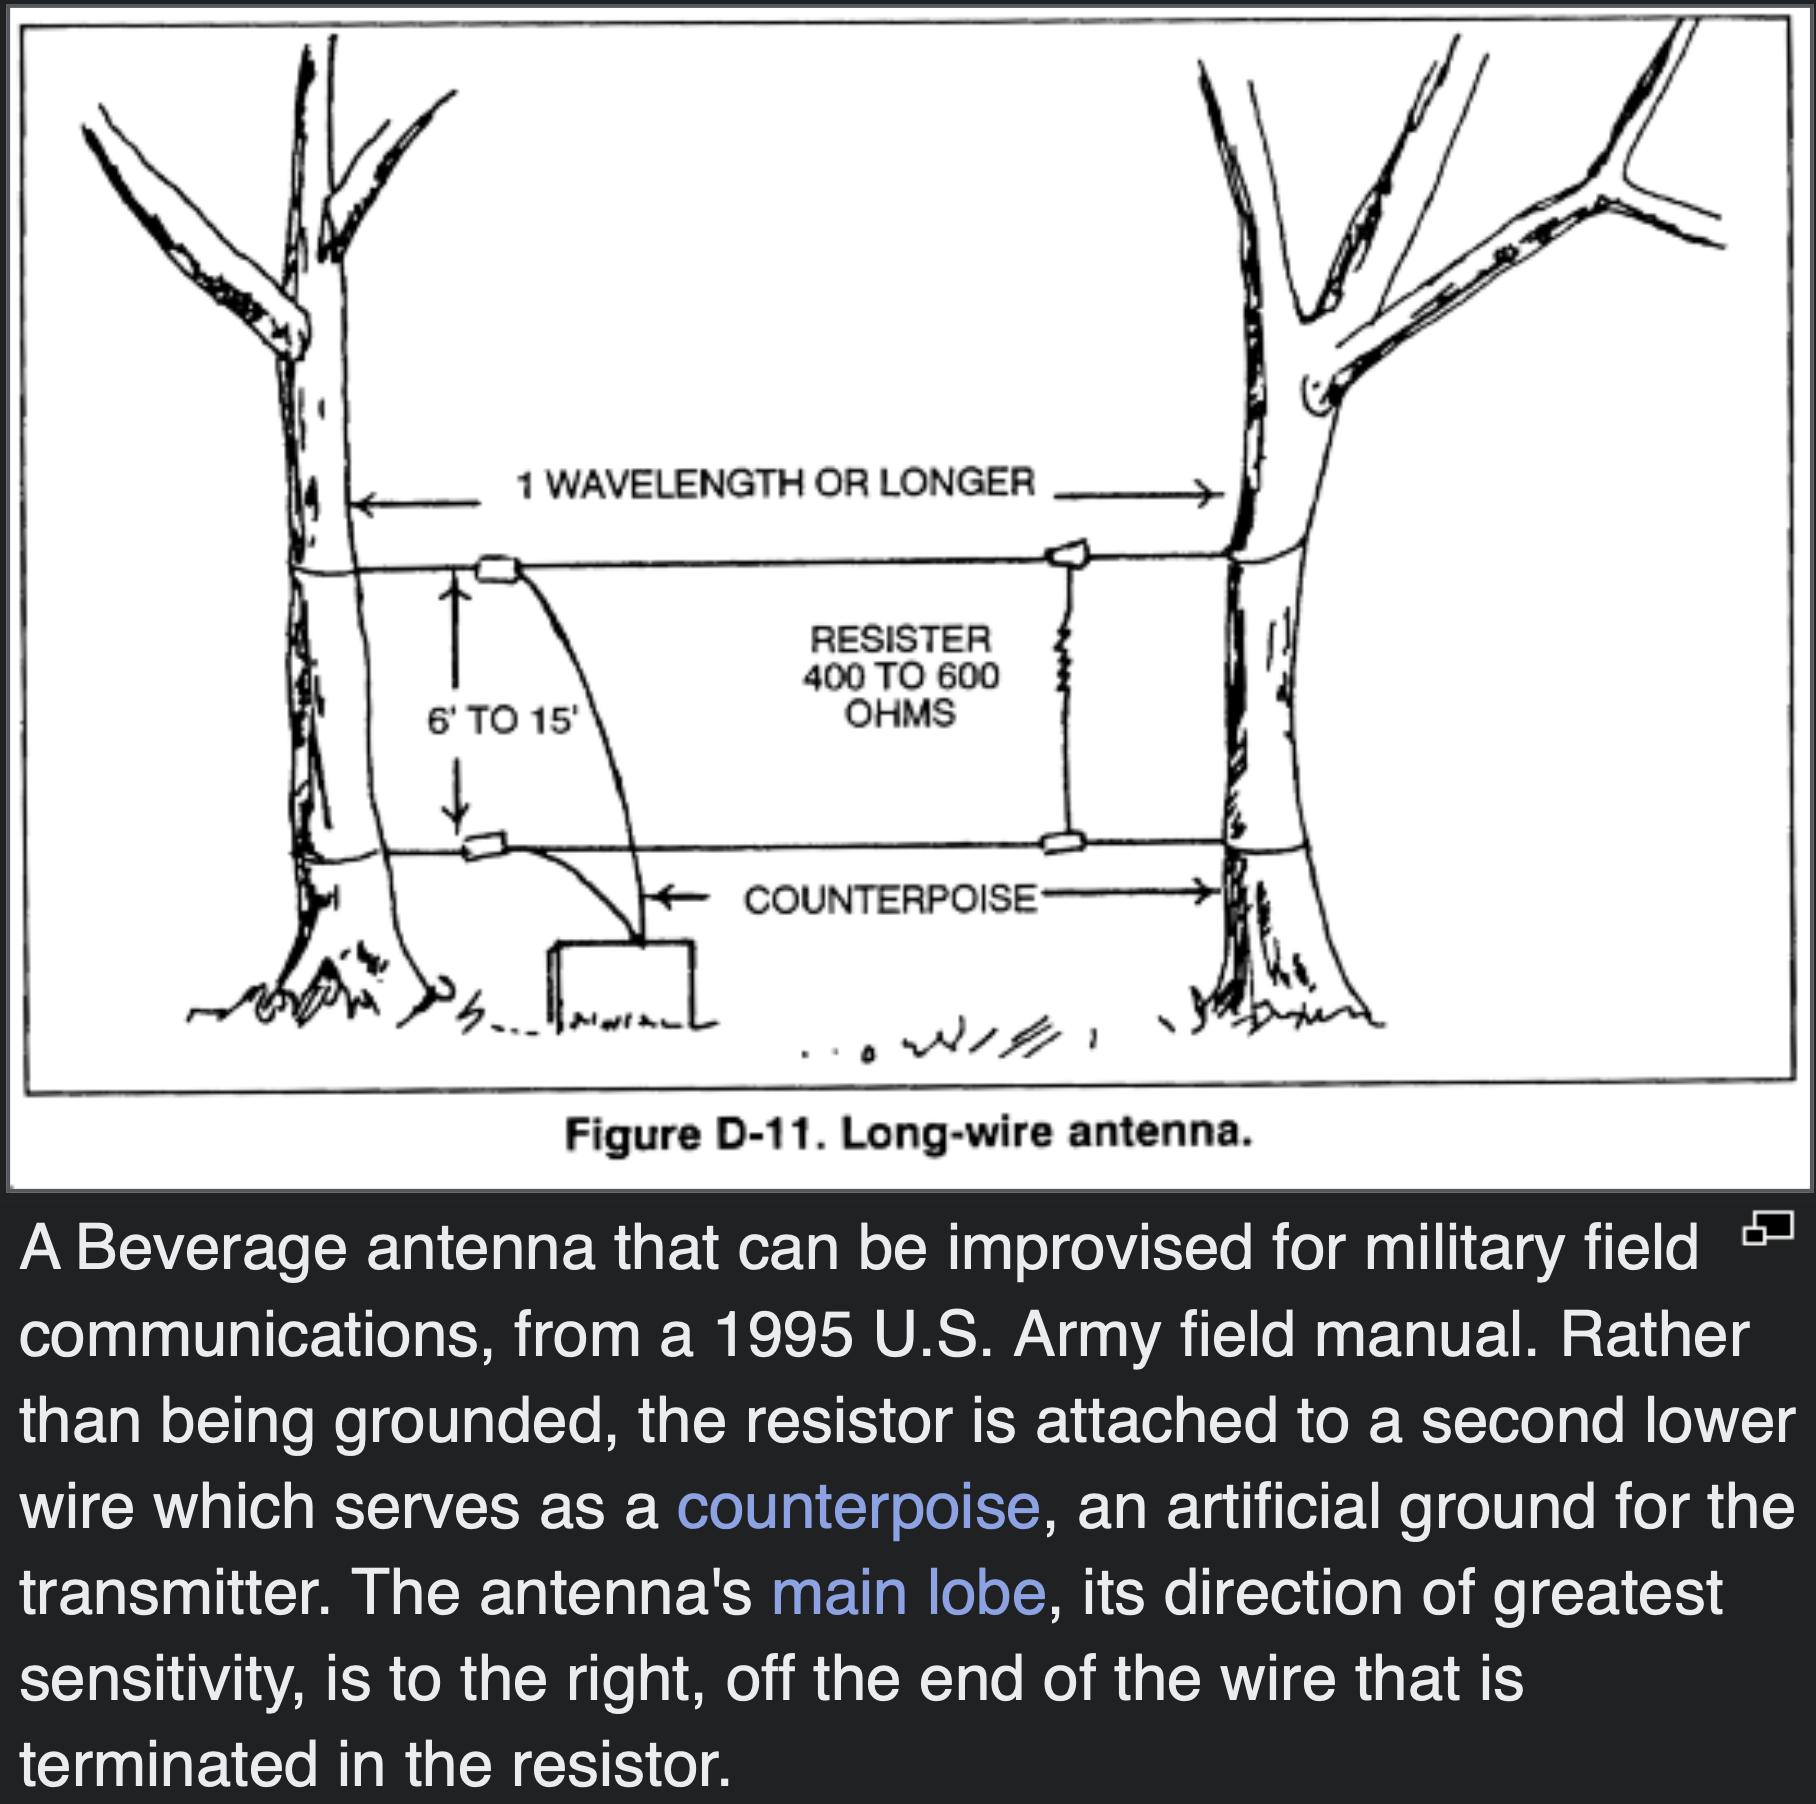 1 WAVELENGTH OR LONGER
RESISTER
400 TO 600
OHMS
6' TO 15'
COUNTERPOISE
Figure D-11. Long-wire antenna.
A Beverage antenna that can be improvised for military field
communications, from a 1995 U.S. Army field manual. Rather
than being grounded, the resistor is attached to a second lower
wire which serves as a counterpoise, an artificial ground for the
transmitter. The antenna's main lobe, its direction of greatest
sensitivity, is to the right, off the end of the wire that is
terminated in the resistor.